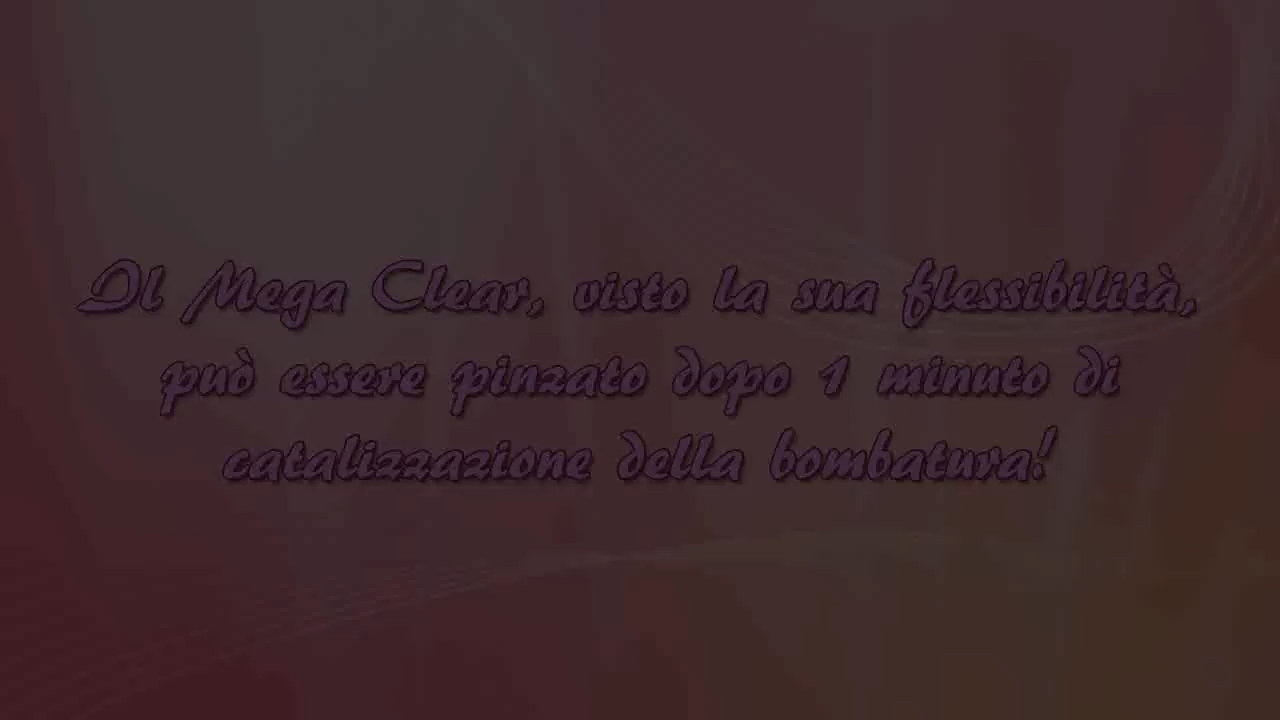 Il Mega Clear, visto la sua flessibilità,
può essere pinzato dopo 1 minuto di
catalizzazione della bombatura!